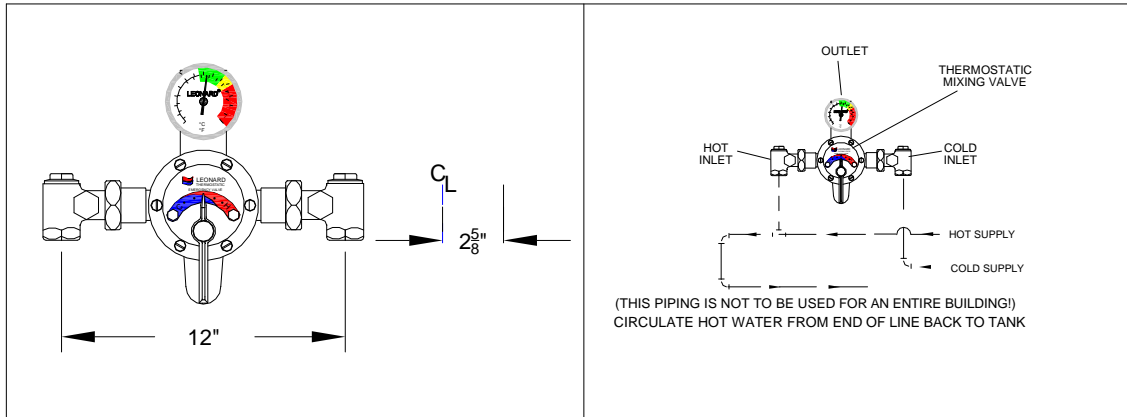 LEONARD®
°C
°F
LEONARD
THERMOSTATIC
EMERGENCY VALVE
CL
2 5/8"
12"
OUTLET
THERMOSTATIC
MIXING VALVE
HOT
INLET
COLD
INLET
HOT SUPPLY
COLD SUPPLY
(THIS PIPING IS NOT TO BE USED FOR AN ENTIRE BUILDING!)
CIRCULATE HOT WATER FROM END OF LINE BACK TO TANK